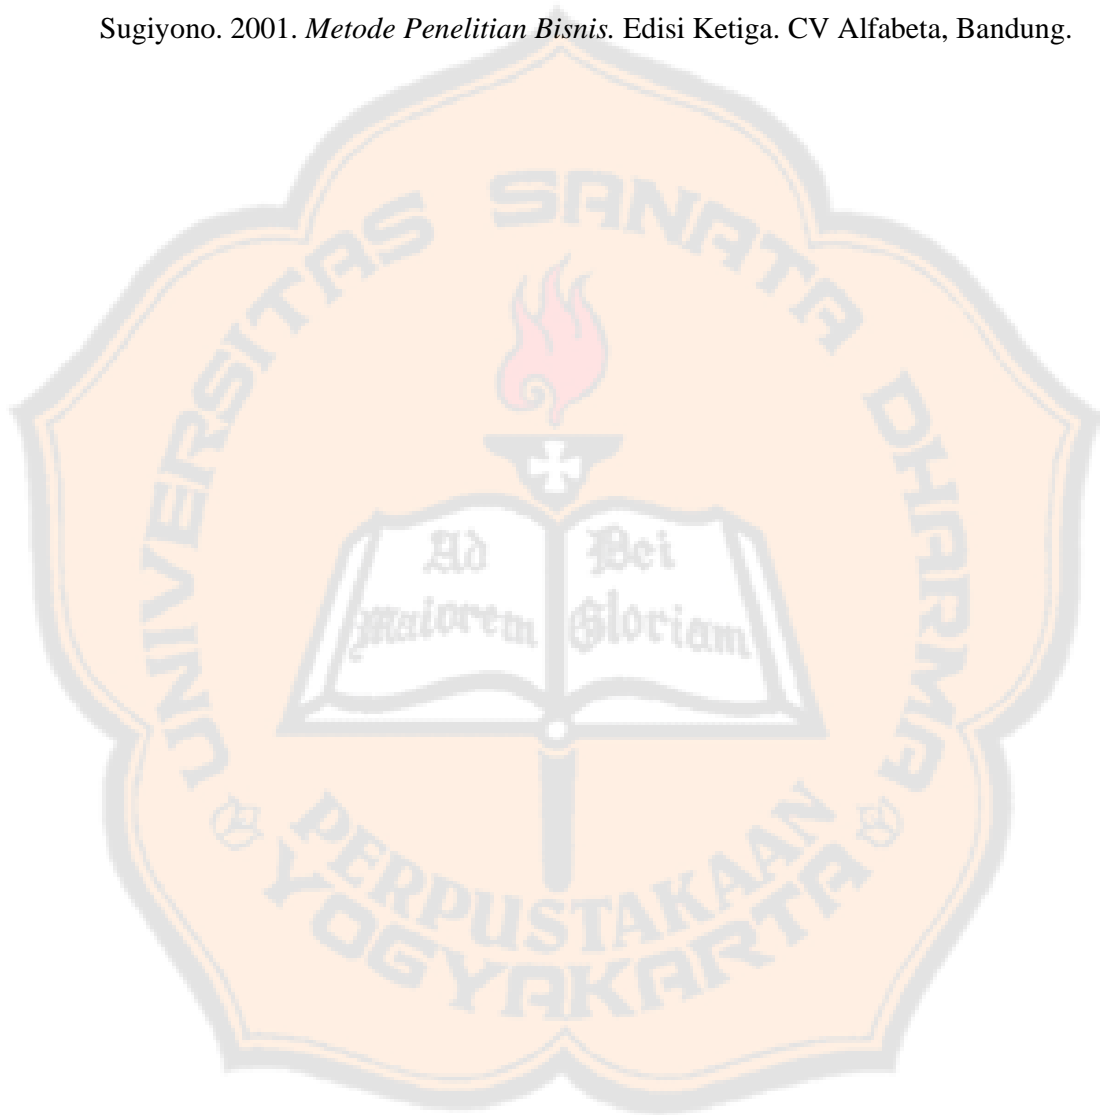 Sugiyono. 2001. Metode Penelitian Bisnis. Edisi Ketiga. CV Alfabeta, Bandung.
UNIVERSITAS SANATA DHARMA
Ad Dei
maiorem Gloriam
PERPUSTAKAAN
YOGYAKARTA